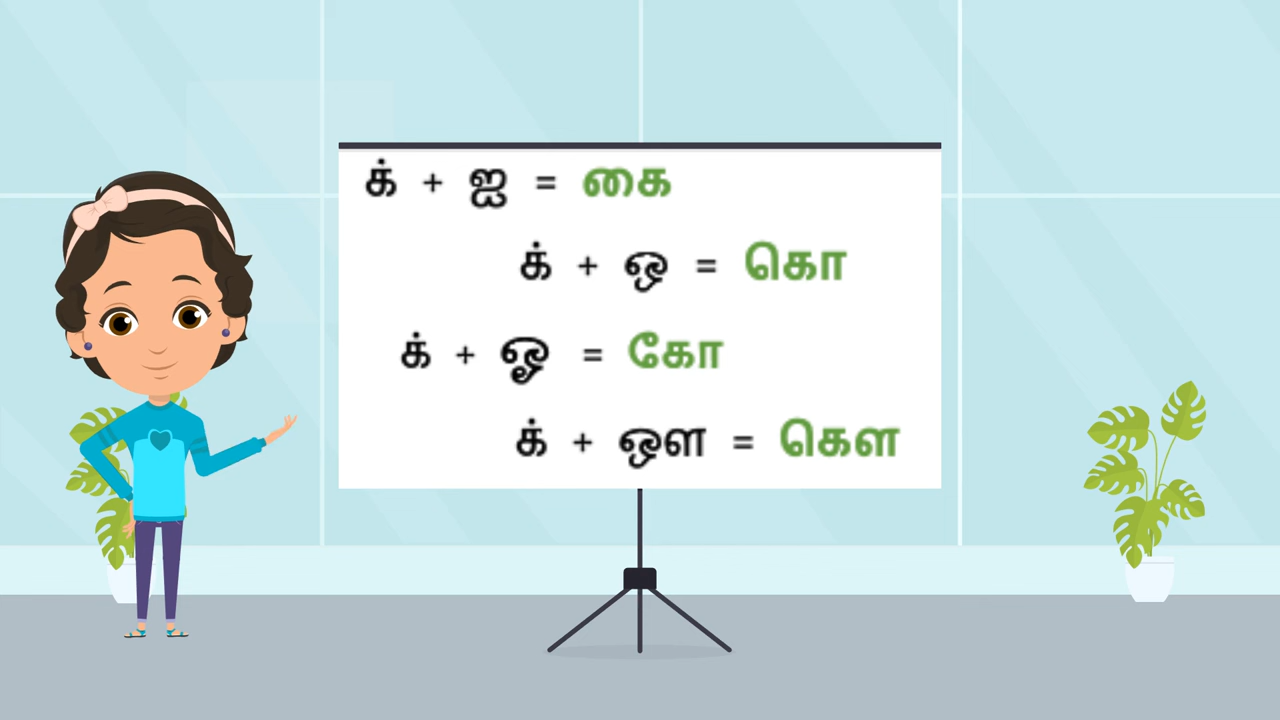 க் + ஐ = கை
க் + ஒ = கொ
க் + ஓ = கோ
க் + ஔ = கௌ